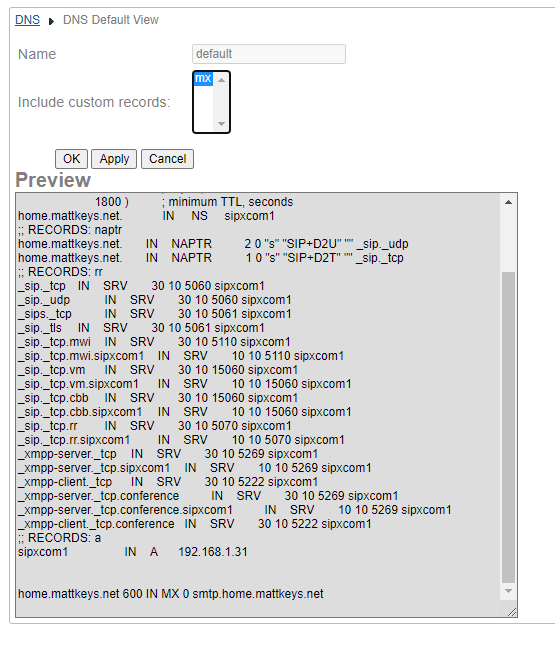 DNS ▸ DNS Default View
Name default
Include custom records: mx
OK Apply Cancel
Preview
1800 ) ; minimum TTL, seconds
home.mattkeys.net. IN NS sipxcom1
;; RECORDS: naptr
home.mattkeys.net. IN NAPTR 2 0 "s" "SIP+D2U" "" _sip._udp
home.mattkeys.net. IN NAPTR 1 0 "s" "SIP+D2T" "" _sip._tcp
;; RECORDS: rr
_sip._tcp IN SRV 30 10 5060 sipxcom1
_sip._udp IN SRV 30 10 5060 sipxcom1
_sips._tcp IN SRV 30 10 5061 sipxcom1
_sip._tls IN SRV 30 10 5061 sipxcom1
_sip._tcp.mwi IN SRV 30 10 5110 sipxcom1
_sip._tcp.mwi.sipxcom1 IN SRV 10 10 5110 sipxcom1
_sip._tcp.vm IN SRV 30 10 15060 sipxcom1
_sip._tcp.vm.sipxcom1 IN SRV 10 10 15060 sipxcom1
_sip._tcp.cbb IN SRV 30 10 15060 sipxcom1
_sip._tcp.cbb.sipxcom1 IN SRV 10 10 15060 sipxcom1
_sip._tcp.rr IN SRV 30 10 5070 sipxcom1
_sip._tcp.rr.sipxcom1 IN SRV 10 10 5070 sipxcom1
_xmpp-server._tcp IN SRV 30 10 5269 sipxcom1
_xmpp-server._tcp.sipxcom1 IN SRV 10 10 5269 sipxcom1
_xmpp-client._tcp IN SRV 30 10 5222 sipxcom1
_xmpp-server._tcp.conference IN SRV 30 10 5269 sipxcom1
_xmpp-server._tcp.conference.sipxcom1 IN SRV 10 10 5269 sipxcom1
_xmpp-client._tcp.conference IN SRV 30 10 5222 sipxcom1
;; RECORDS: a
sipxcom1 IN A 192.168.1.31
home.mattkeys.net 600 IN MX 0 smtp.home.mattkeys.net